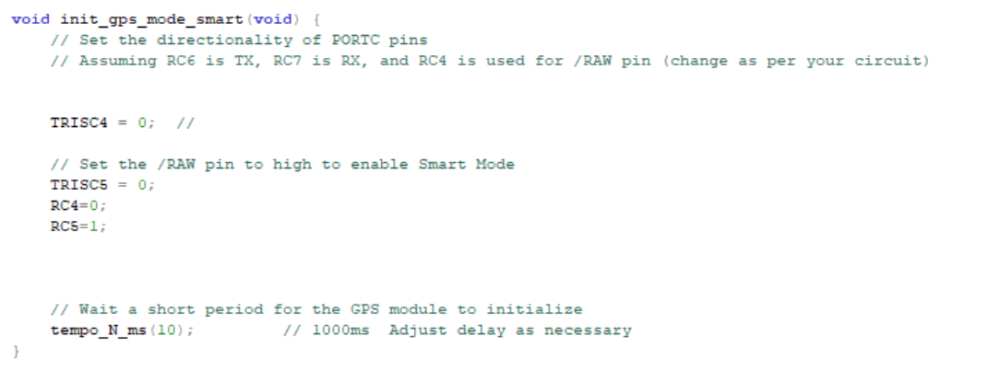 void init_gps_mode_smart(void) {
// Set the directionality of PORTC pins
// Assuming RC6 is TX, RC7 is RX, and RC4 is used for /RAW pin (change as per your circuit)
TRISC4 = 0; //
// Set the /RAW pin to high to enable Smart Mode
TRISC5 = 0;
RC4=0;
RC5=1;
// Wait a short period for the GPS module to initialize
tempo_N_ms(10); // 1000ms Adjust delay as necessary
}